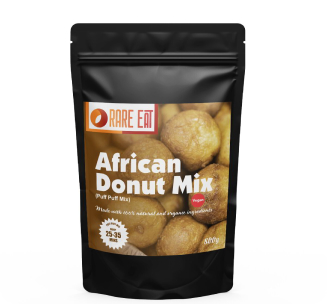 RARE EAT
African
Donut Mix
(Puff Puff Mix)
Vegan
Made with 100% natural and organic ingredients
25-35